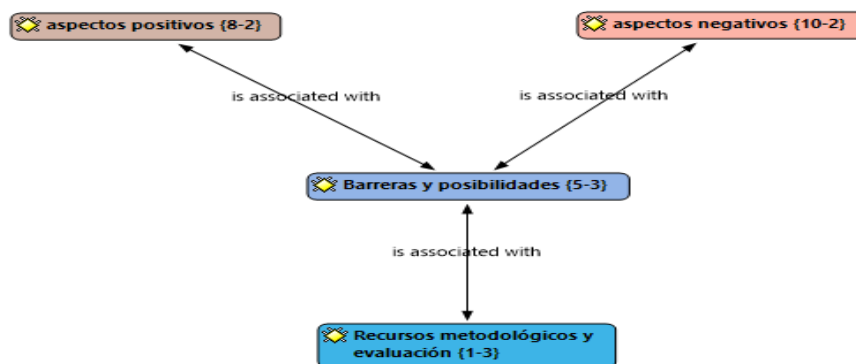 aspectos positivos {8-2}
aspectos negativos {10-2}
is associated with
is associated with
Barreras y posibilidades {5-3}
is associated with
Recursos metodológicos y
evaluación {1-3}